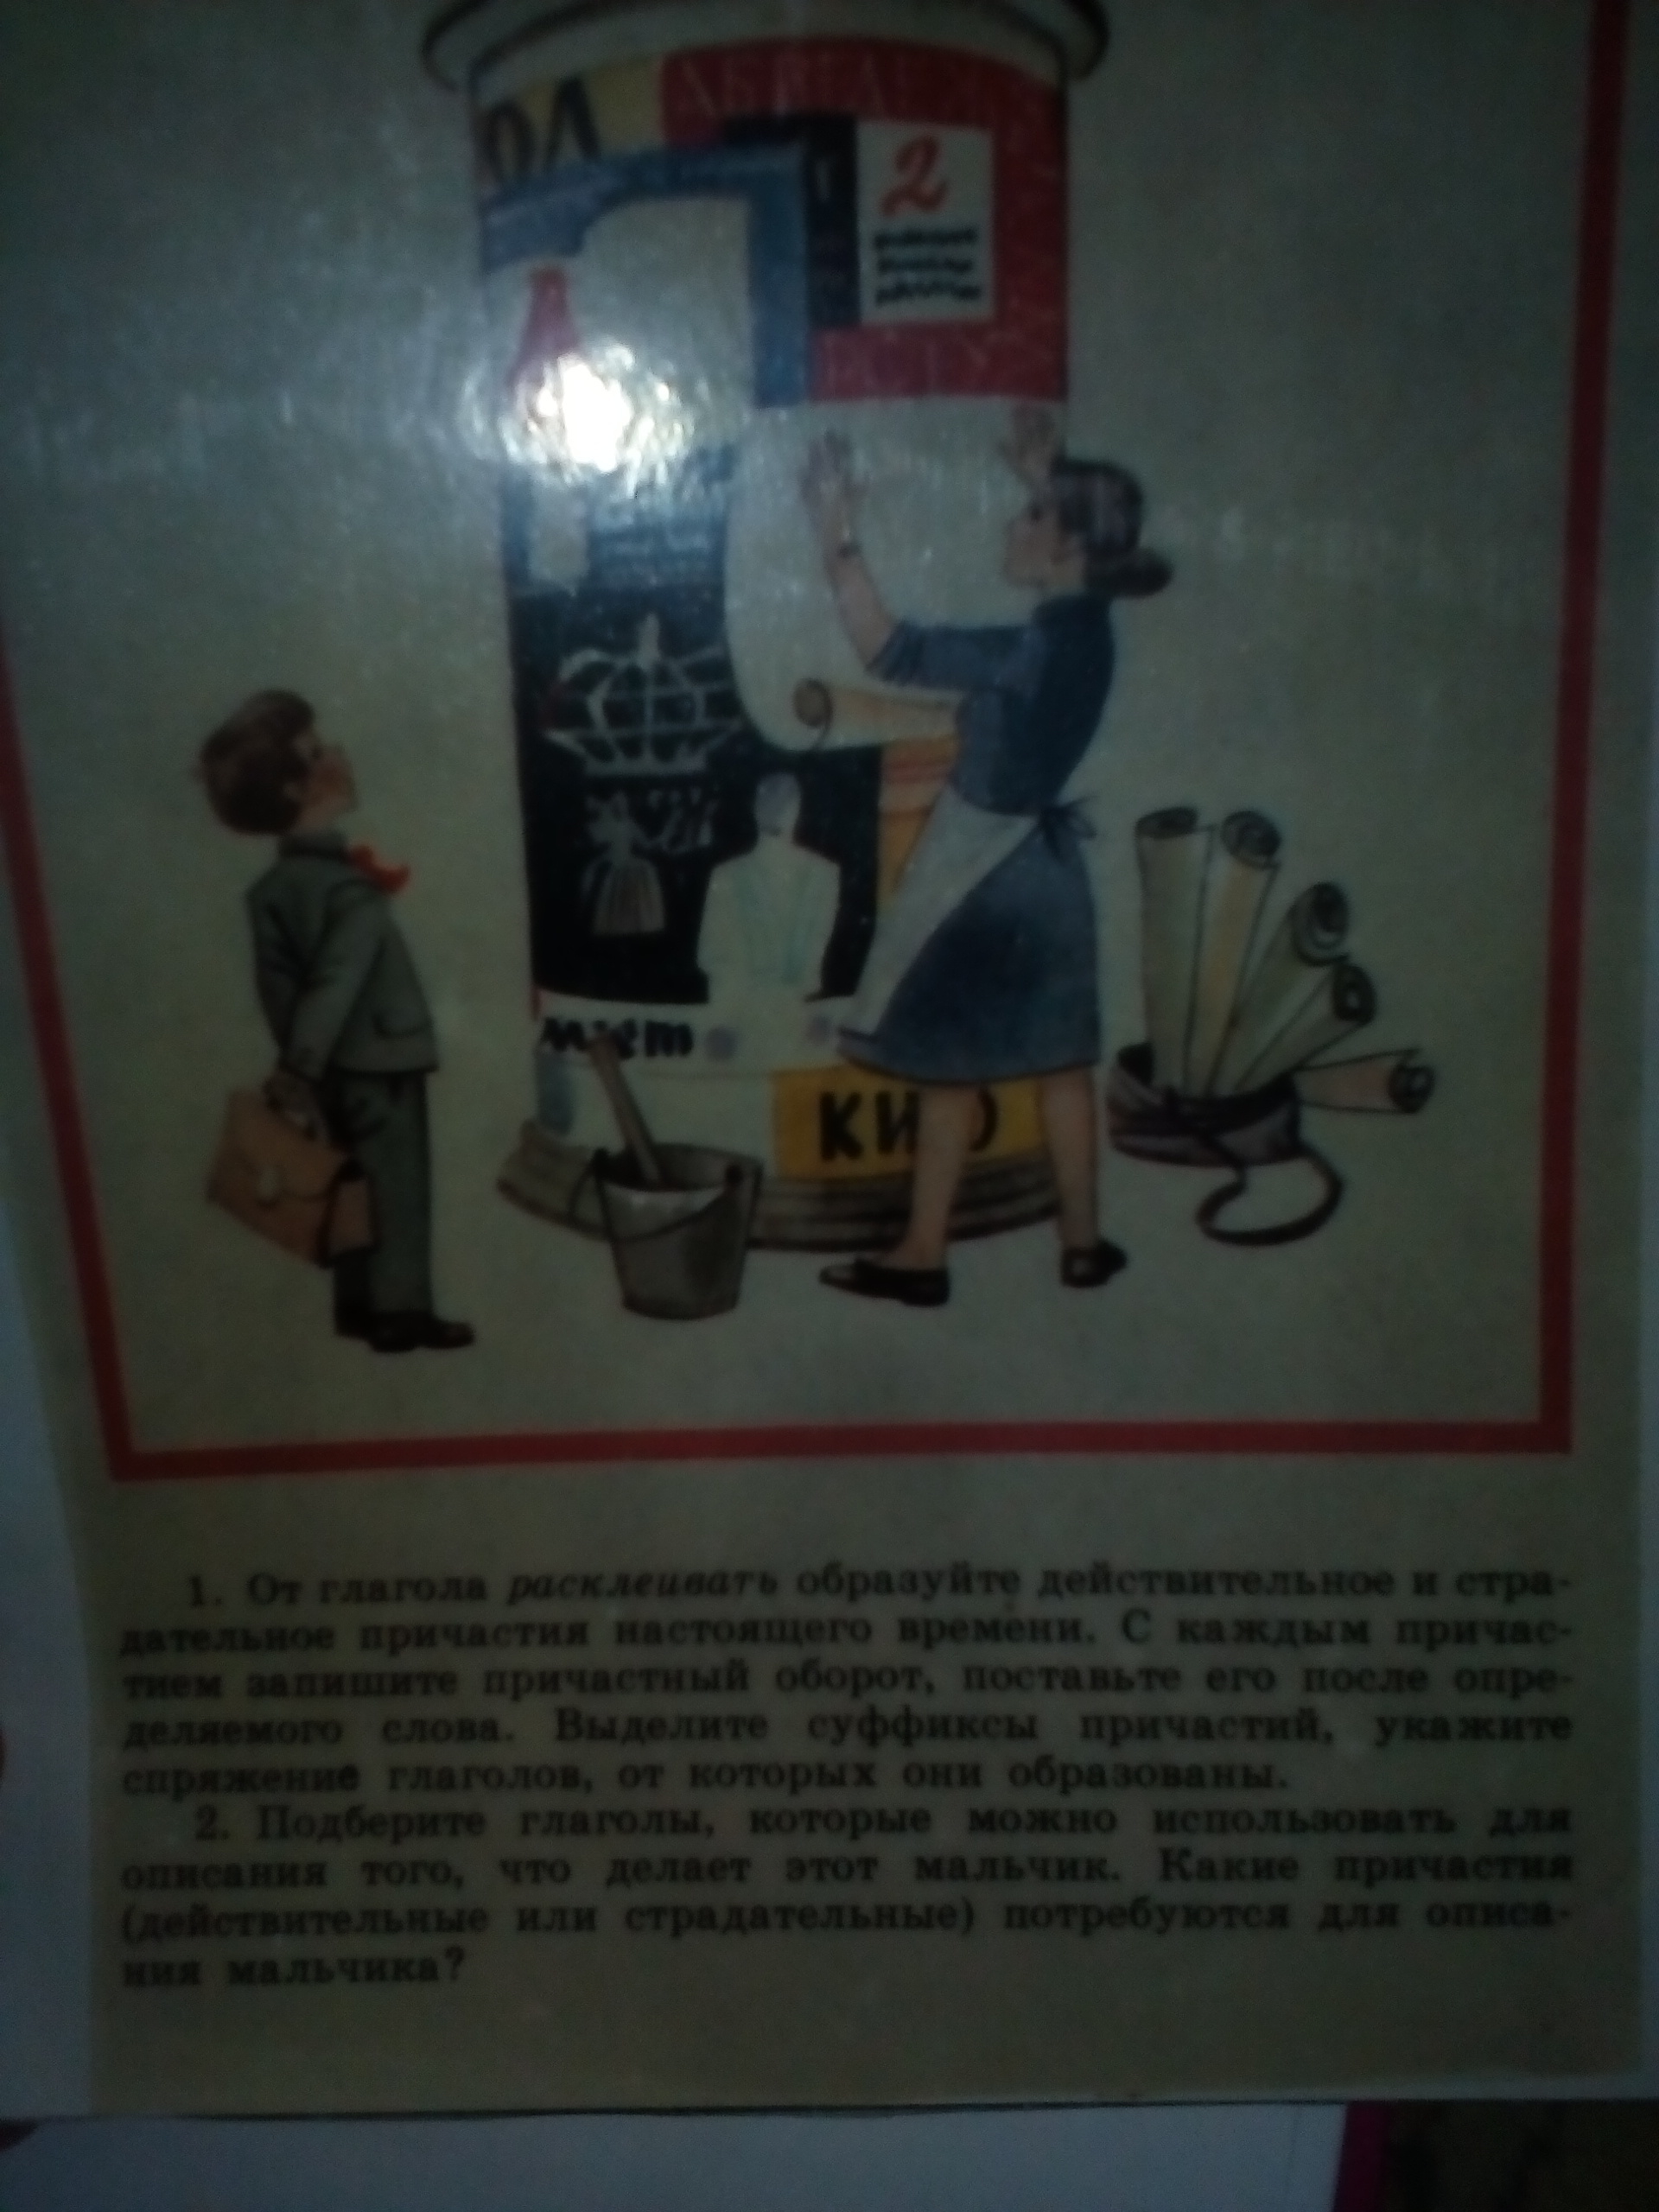 ОЛ
2
КИ О
1. От глагола расклеивать образуйте действительное и стра-
дательное причастия настоящего времени. С каждым причас-
тием запишите причастный оборот, поставьте его после опре-
деляемого слова. Выделите суффиксы причастий, укажите
спряжение глаголов, от которых они образованы.
2. Подберите глаголы, которые можно использовать для
описания того, что делает этот мальчик. Какие причастия
(действительные или страдательные) потребуются для описа-
ния мальчика?